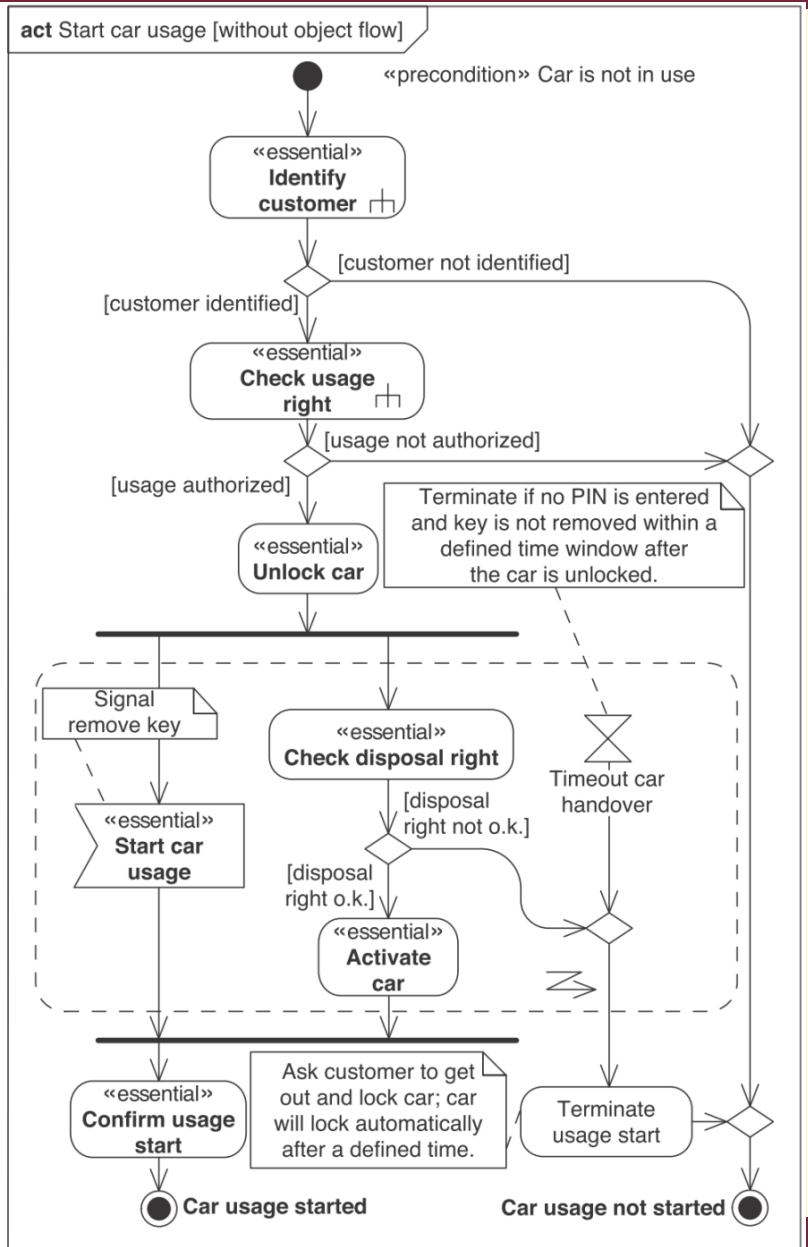 act Start car usage [without object flow]
«precondition» Car is not in use
«essential»
Identify
customer
[customer not identified]
[customer identified]
«essential»
Check usage
right
[usage not authorized]
[usage authorized]
Terminate if no PIN is entered
and key is not removed within a
defined time window after
the car is unlocked.
«essential»
Unlock car
Signal
remove key
«essential»
Check disposal right
Timeout car
handover
«essential»
Start car
usage
[disposal
right not o.k.]
[disposal
right o.k.]
«essential»
Activate
car
«essential»
Confirm usage
start
Ask customer to get
out and lock car; car
will lock automatically
after a defined time.
Terminate
usage start
Car usage started
Car usage not started